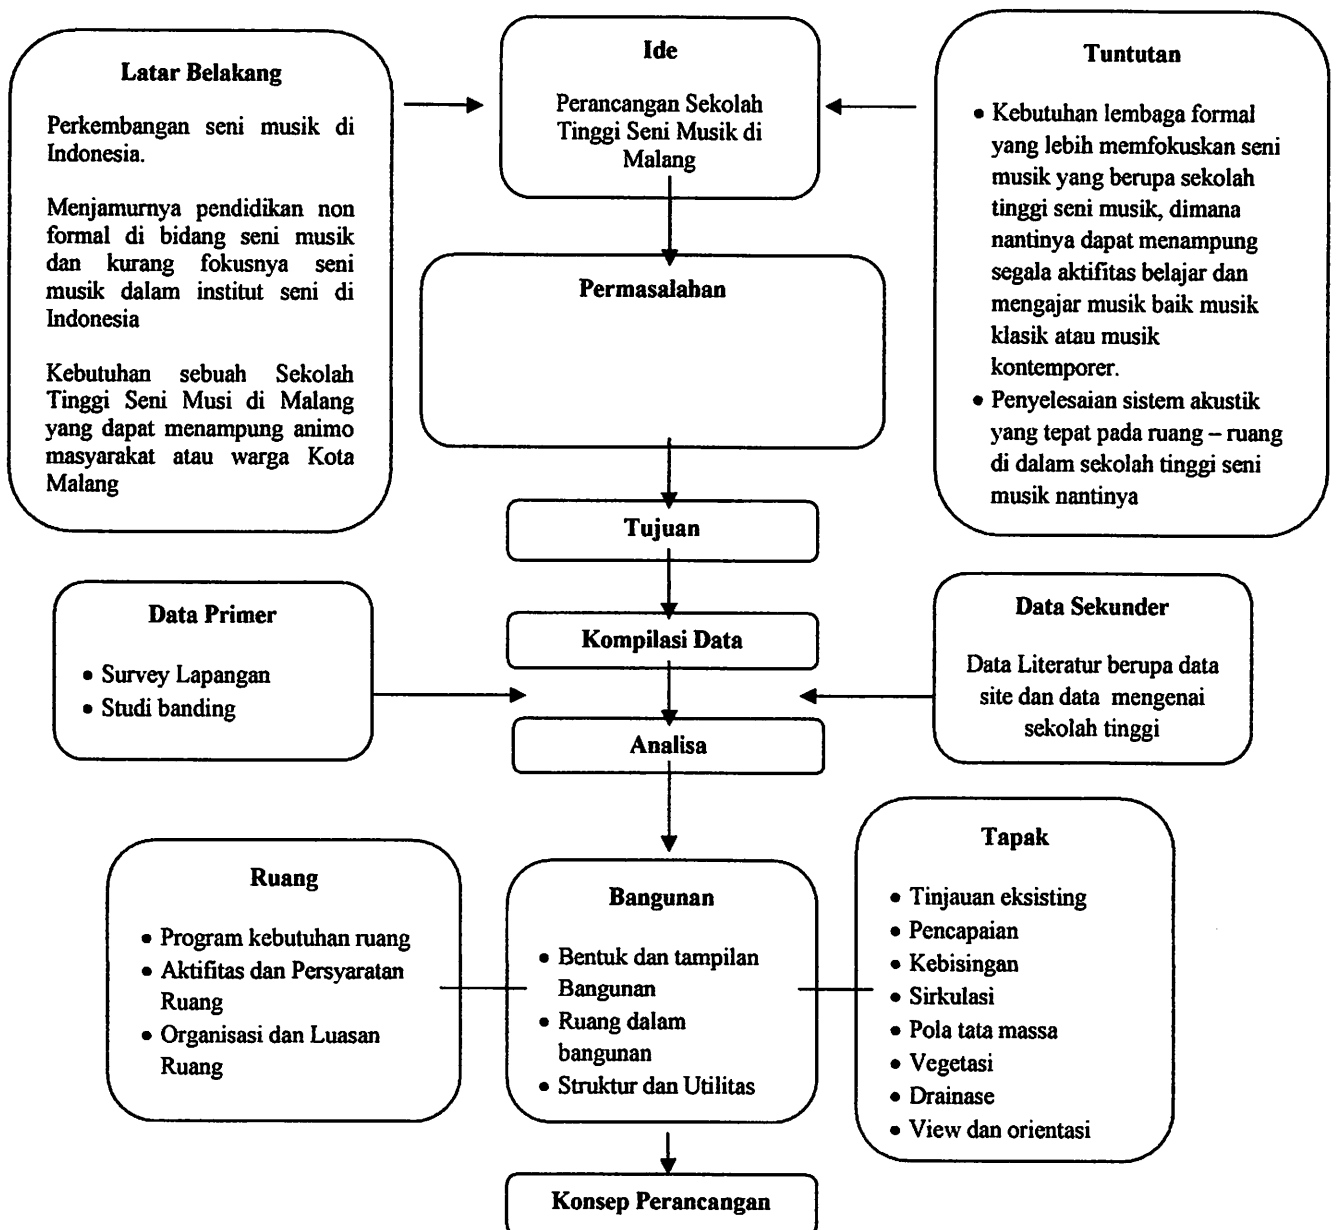 Latar Belakang
Perkembangan seni musik di
Indonesia.
Menjamurnya pendidikan non
formal di bidang seni musik
dan kurang fokusnya seni
musik dalam institut seni di
Indonesia
Kebutuhan sebuah Sekolah
Tinggi Seni Musi di Malang
yang dapat menampung animo
masyarakat atau warga Kota
Malang
Ide
Perancangan Sekolah
Tinggi Seni Musik di
Malang
Tuntutan
• Kebutuhan lembaga formal
yang lebih memfokuskan seni
musik yang berupa sekolah
tinggi seni musik, dimana
nantinya dapat menampung
segala aktifitas belajar dan
mengajar musik baik musik
klasik atau musik
kontemporer.
• Penyelesaian sistem akustik
yang tepat pada ruang – ruang
di dalam sekolah tinggi seni
musik nantinya
Permasalahan
Tujuan
Kompilasi Data
Data Primer
• Survey Lapangan
• Studi banding
Data Sekunder
Data Literatur berupa data
site dan data mengenai
sekolah tinggi
Analisa
Ruang
• Program kebutuhan ruang
• Aktifitas dan Persyaratan
Ruang
• Organisasi dan Luasan
Ruang
Bangunan
• Bentuk dan tampilan
Bangunan
• Ruang dalam
bangunan
• Struktur dan Utilitas
Tapak
• Tinjauan eksisting
• Pencapaian
• Kebisingan
• Sirkulasi
• Pola tata massa
• Vegetasi
• Drainase
• View dan orientasi
Konsep Perancangan